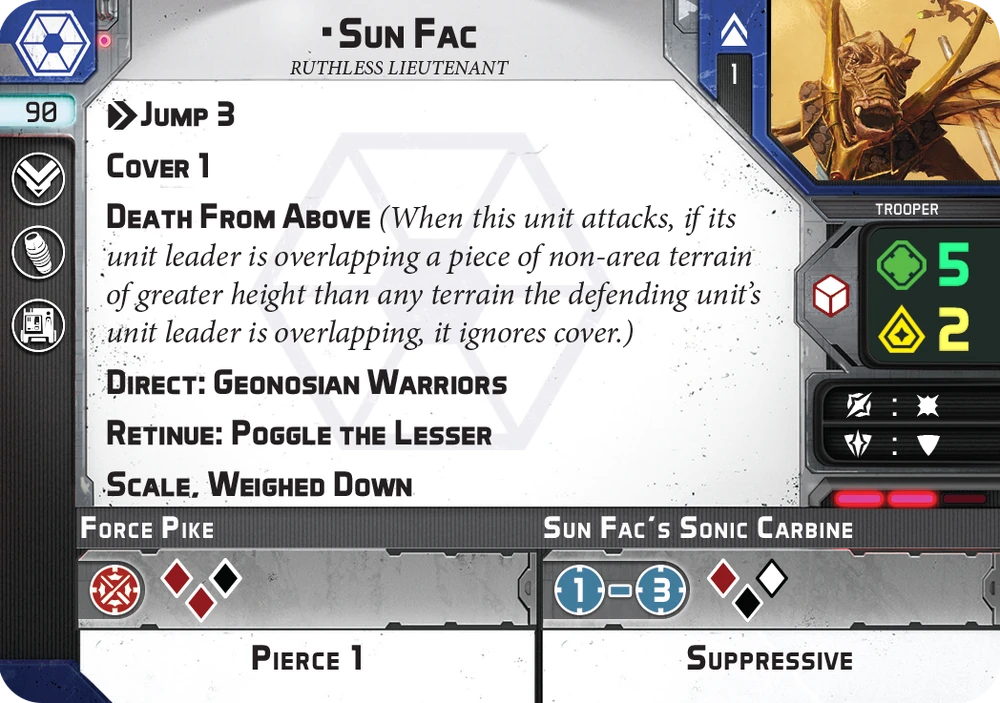 ▪Sun Fac
RUTHLESS LIEUTENANT
90
1
Jump 3
Cover 1
Death From Above (When this unit attacks, if its
unit leader is overlapping a piece of non-area terrain
of greater height than any terrain the defending unit's
unit leader is overlapping, it ignores cover.)
Direct: Geonosian Warriors
Retinue: Poggle the Lesser
Scale, Weighed Down
TROOPER
5
2
:
:
Force Pike
Sun Fac's Sonic Carbine
1-3
Pierce 1
Suppressive